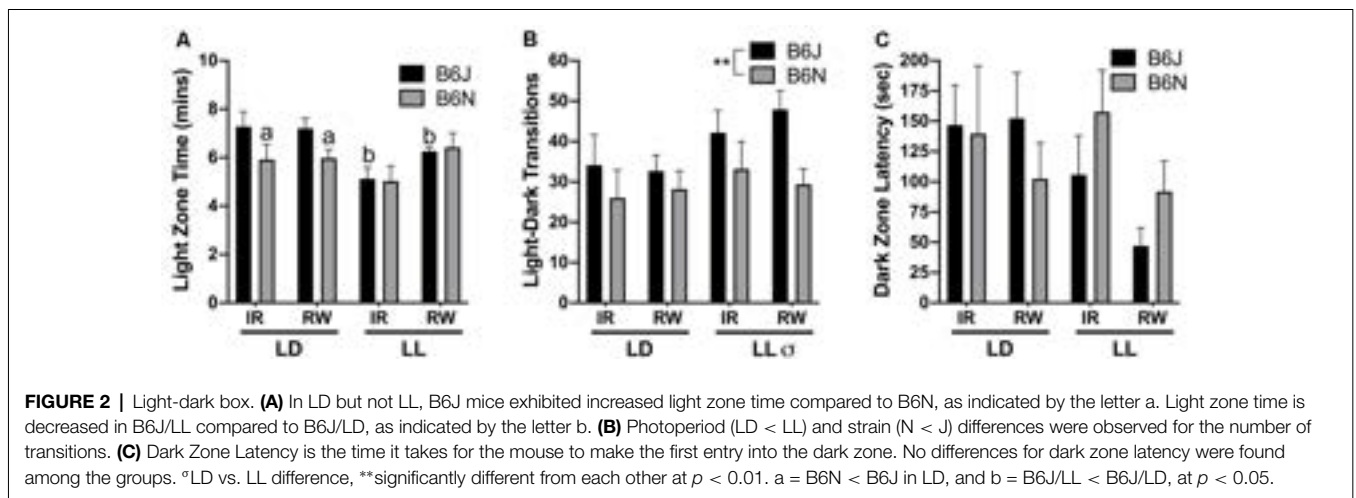 A
Light Zone Time (mins)
10
8
6
4
2
0
B6J
B6N
a
a
b
b
IR
RW
IR
RW
LD
LL
B
Light-Dark Transitions
60
50
40
30
20
10
0
**
B6J
B6N
IR
RW
IR
RW
LD
LL σ
C
Dark Zone Latency (sec)
200
175
150
125
100
75
50
25
0
B6J
B6N
IR
RW
IR
RW
LD
LL
FIGURE 2 | Light-dark box. (A) In LD but not LL, B6J mice exhibited increased light zone time compared to B6N, as indicated by the letter a. Light zone time is
decreased in B6J/LL compared to B6J/LD, as indicated by the letter b. (B) Photoperiod (LD < LL) and strain (N < J) differences were observed for the number of
transitions. (C) Dark Zone Latency is the time it takes for the mouse to make the first entry into the dark zone. No differences for dark zone latency were found
among the groups. σLD vs. LL difference, **significantly different from each other at p < 0.01. a = B6N < B6J in LD, and b = B6J/LL < B6J/LD, at p < 0.05.